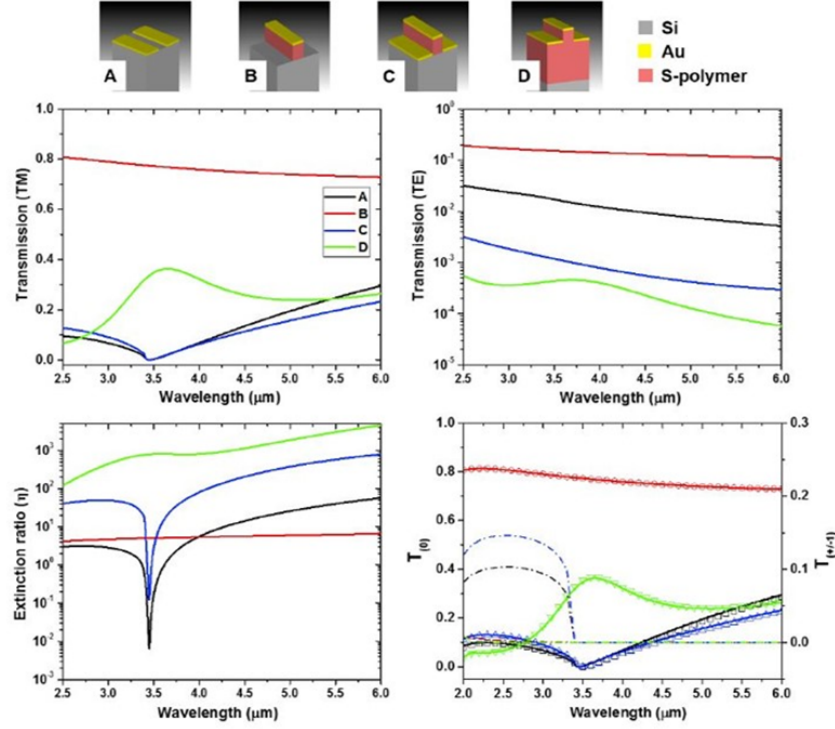 A
B
C
D
Si
Au
S-polymer
Transmission (TM)
1.0
0.8
0.6
0.4
0.2
0.0
A
B
C
D
2.5 3.0 3.5 4.0 4.5 5.0 5.5 6.0
Wavelength (μm)
Transmission (TE)
10⁰
10⁻¹
10⁻²
10⁻³
10⁻⁴
10⁻⁵
2.5 3.0 3.5 4.0 4.5 5.0 5.5 6.0
Wavelength (μm)
Extinction ratio (η)
10³
10²
10¹
10⁰
10⁻¹
10⁻²
10⁻³
2.5 3.0 3.5 4.0 4.5 5.0 5.5 6.0
Wavelength (μm)
T(0)
1.0
0.8
0.6
0.4
0.2
0.0
0.3
0.2
0.1
0.0
T(+/-1)
2.0 2.5 3.0 3.5 4.0 4.5 5.0 5.5 6.0
Wavelength (μm)